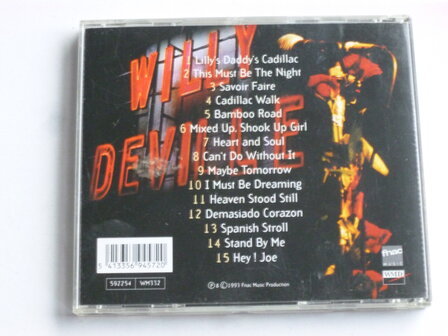 WILLY
DEVILLE
1 Lilly's Daddy's Cadillac
2 This Must Be The Night
3 Savoir Faire
4 Cadillac Walk
5 Bamboo Road
6 Mixed Up, Shook Up Girl
7 Heart and Soul
8 Can't Do Without It
9 Maybe Tomorrow
10 I Must Be Dreaming
11 Heaven Stood Still
12 Demasiado Corazon
13 Spanish Stroll
14 Stand By Me
15 Hey ! Joe
5 413356 945720
592254 WM332
fnac
MUSIC
WMD
℗ & © 1993 Fnac Music Production